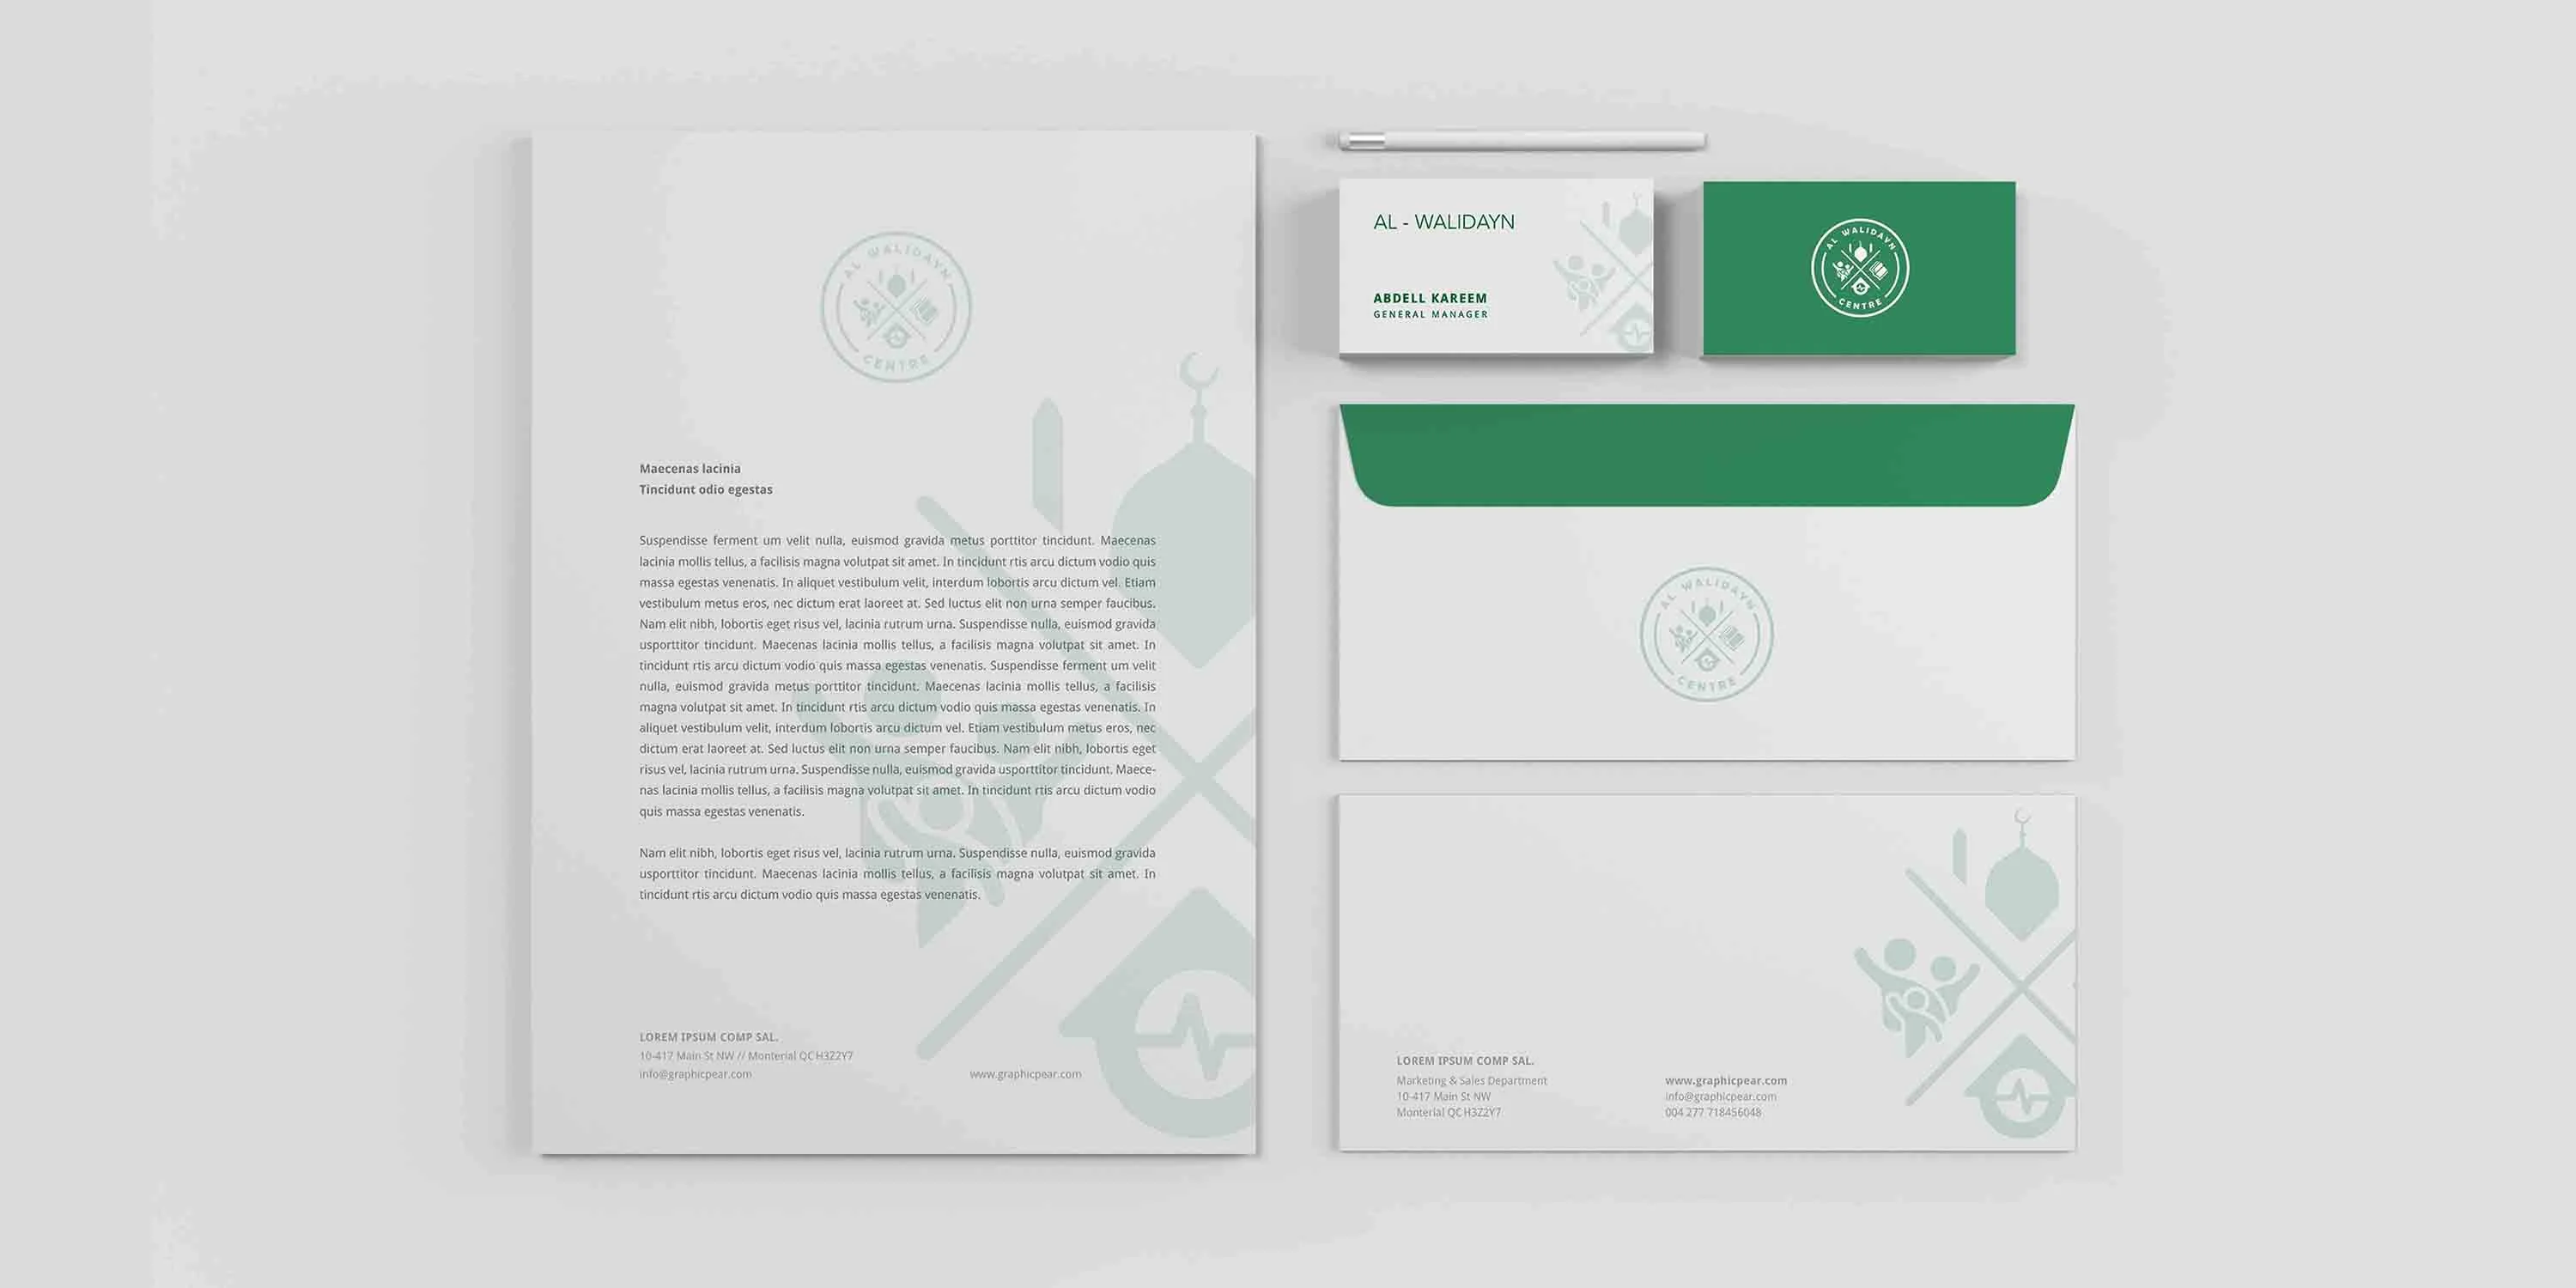 AL WALIDAYN
CENTRE
Maecenas lacinia
Tincidunt odio egestas
Suspendisse ferment um velit nulla, euismod gravida metus porttitor tincidunt. Maecenas
lacinia mollis tellus, a facilisis magna volutpat sit amet. In tincidunt rtis arcu dictum vodio quis
massa egestas venenatis. In aliquet vestibulum velit, interdum lobortis arcu dictum vel. Etiam
vestibulum metus eros, nec dictum erat laoreet at. Sed luctus elit non urna semper faucibus.
Nam elit nibh, lobortis eget risus vel, lacinia rutrum urna. Suspendisse nulla, euismod gravida
usporttitor tincidunt. Maecenas lacinia mollis tellus, a facilisis magna volutpat sit amet. In
tincidunt rtis arcu dictum vodio quis massa egestas venenatis. Suspendisse ferment um velit
nulla, euismod gravida metus porttitor tincidunt. Maecenas lacinia mollis tellus, a facilisis
magna volutpat sit amet. In tincidunt rtis arcu dictum vodio quis massa egestas venenatis. In
aliquet vestibulum velit, interdum lobortis arcu dictum vel. Etiam vestibulum metus eros, nec
dictum erat laoreet at. Sed luctus elit non urna semper faucibus. Nam elit nibh, lobortis eget
risus vel, lacinia rutrum urna. Suspendisse nulla, euismod gravida usporttitor tincidunt. Maece-
nas lacinia mollis tellus, a facilisis magna volutpat sit amet. In tincidunt rtis arcu dictum vodio
quis massa egestas venenatis.
Nam elit nibh, lobortis eget risus vel, lacinia rutrum urna. Suspendisse nulla, euismod gravida
usporttitor tincidunt. Maecenas lacinia mollis tellus, a facilisis magna volutpat sit amet. In
tincidunt rtis arcu dictum vodio quis massa egestas venenatis.
LOREM IPSUM COMP SAL.
10-417 Main St NW // Monterial QC H3Z2Y7
info@graphicpear.com
www.graphicpear.com
AL - WALIDAYN
ABDELL KAREEM
GENERAL MANAGER
AL WALIDAYN
CENTRE
AL WALIDAYN
CENTRE
LOREM IPSUM COMP SAL.
Marketing & Sales Department
10-417 Main St NW
Monterial QC H3Z2Y7
www.graphicpear.com
info@graphicpear.com
004 277 718456048